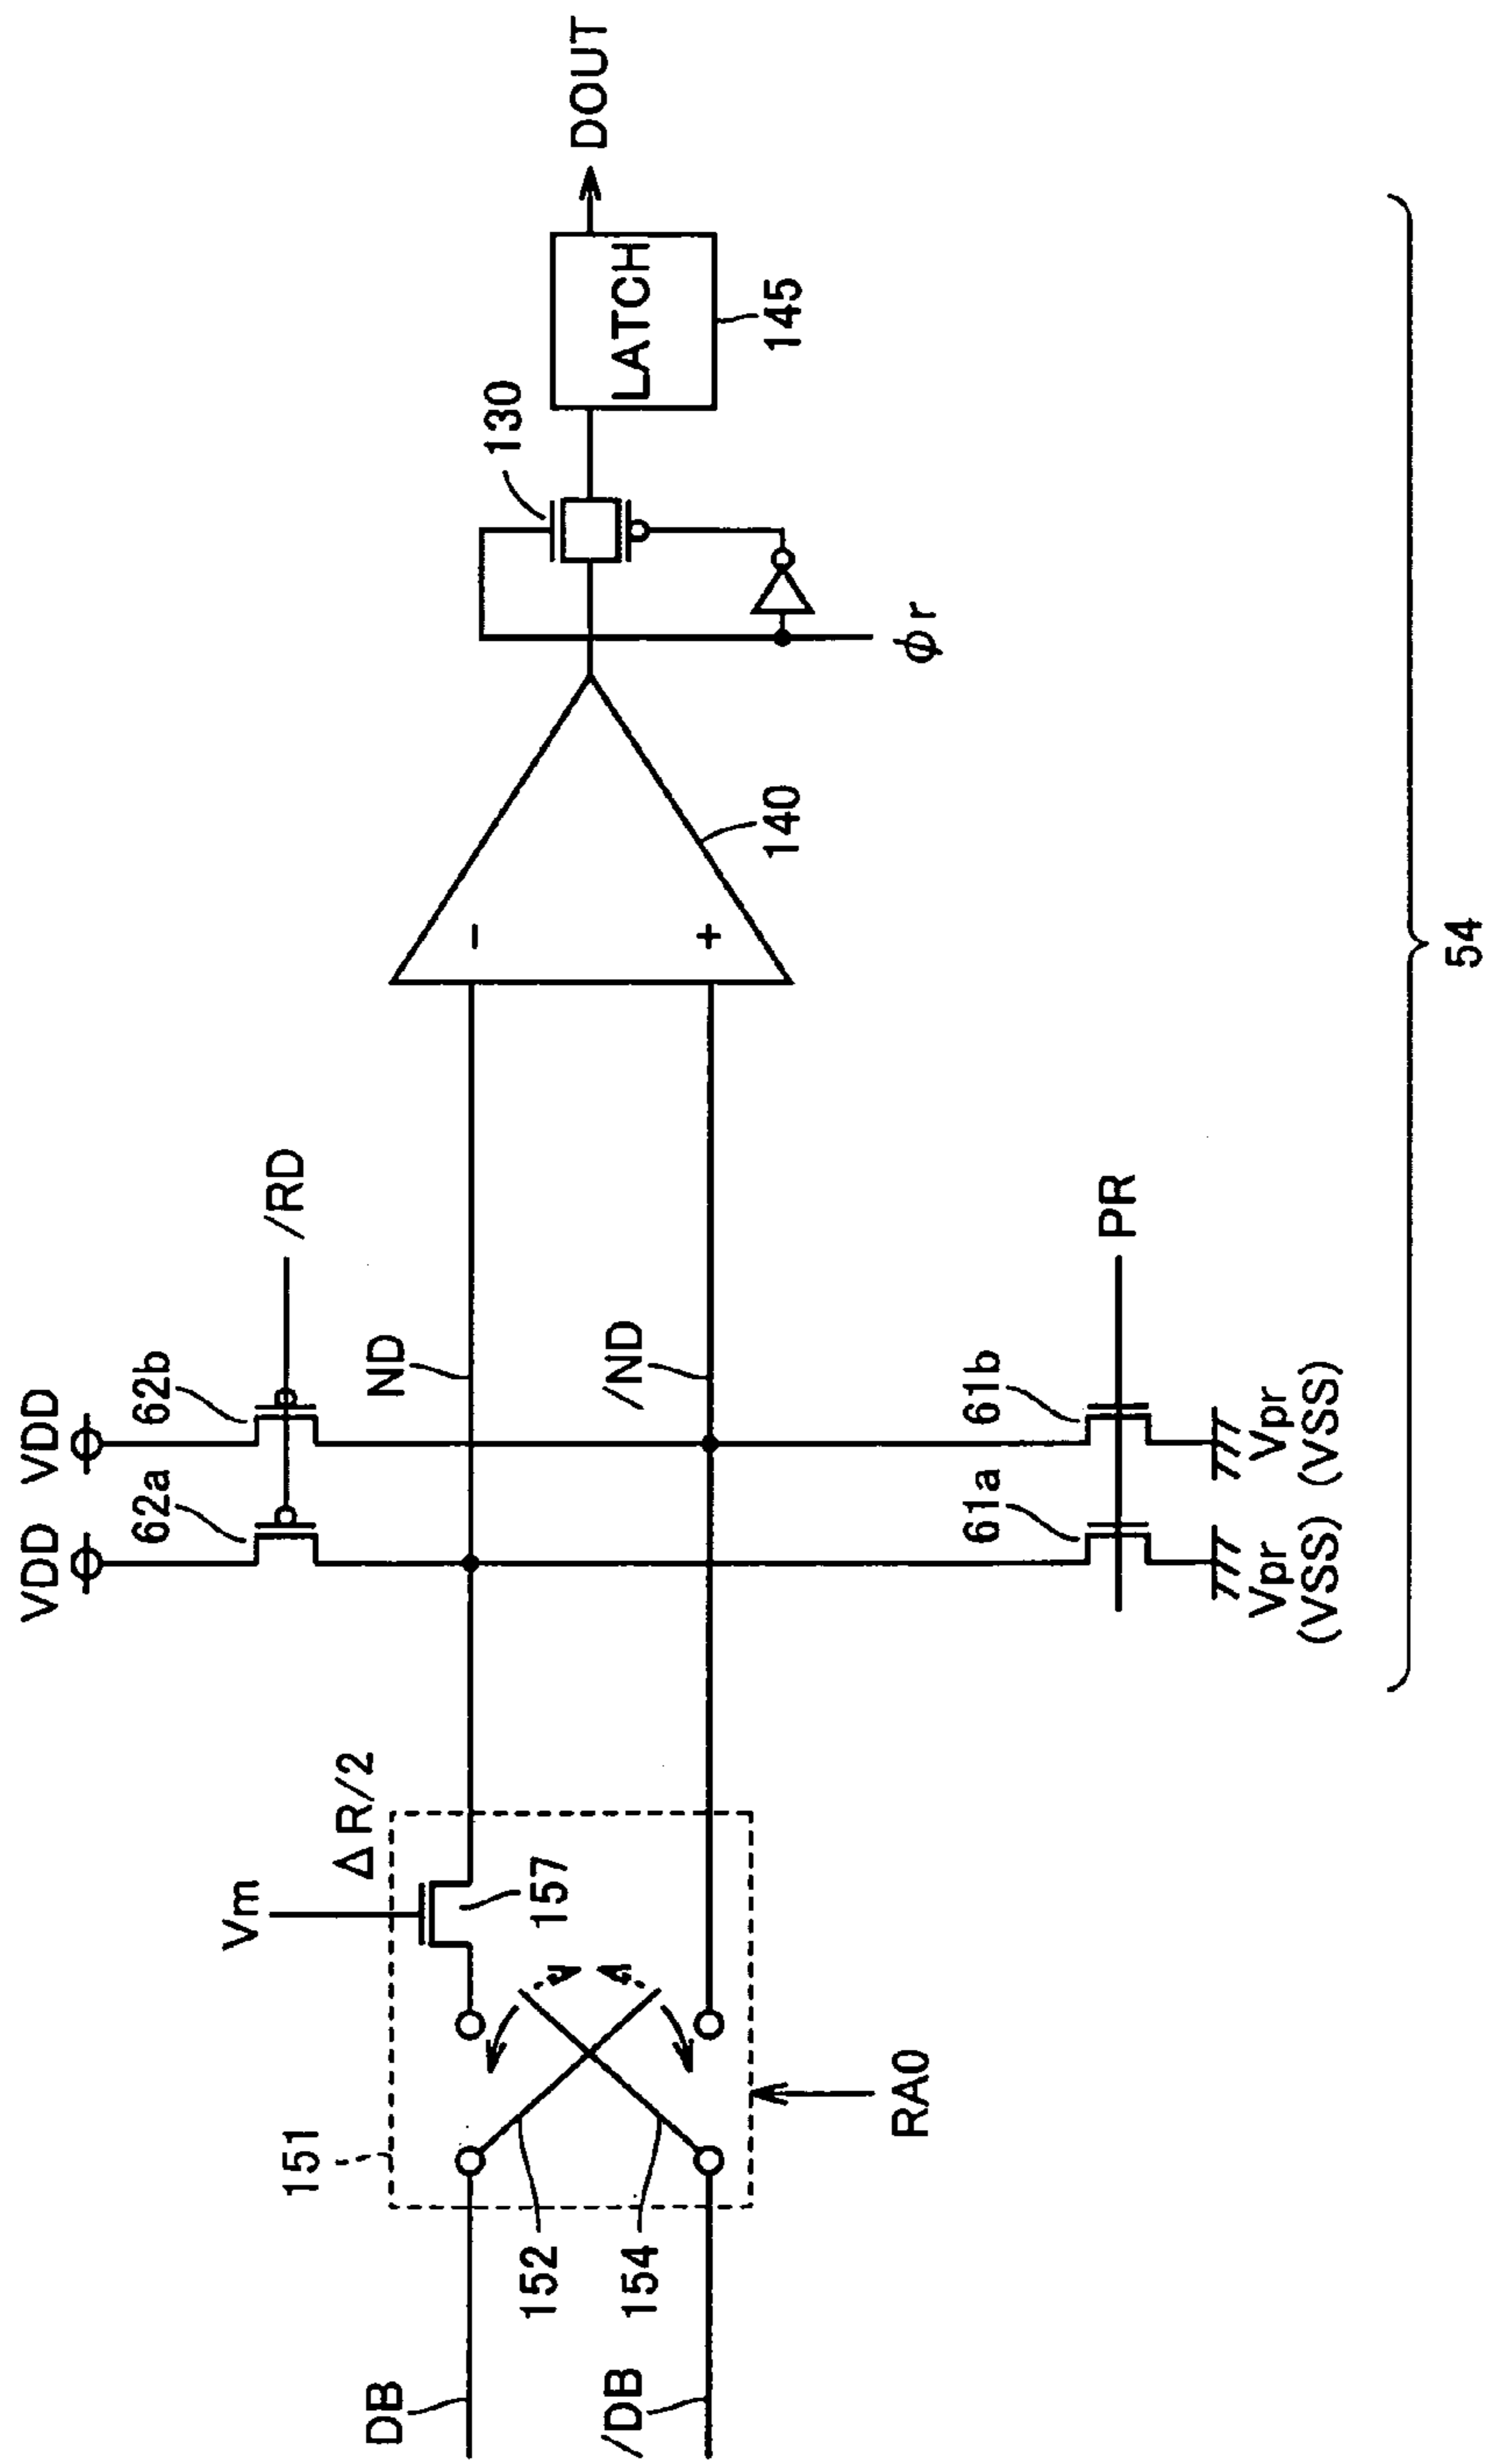 VDD
VDD
62a
62b
/RD
Vm
ΔR/2
151
157
ND
DB
152
154
/DB
/ND
-
+
140
130
LATCH
DOUT
145
φr
RA0
61a
61b
PR
Vpr
(VSS)
Vpr
(VSS)
54